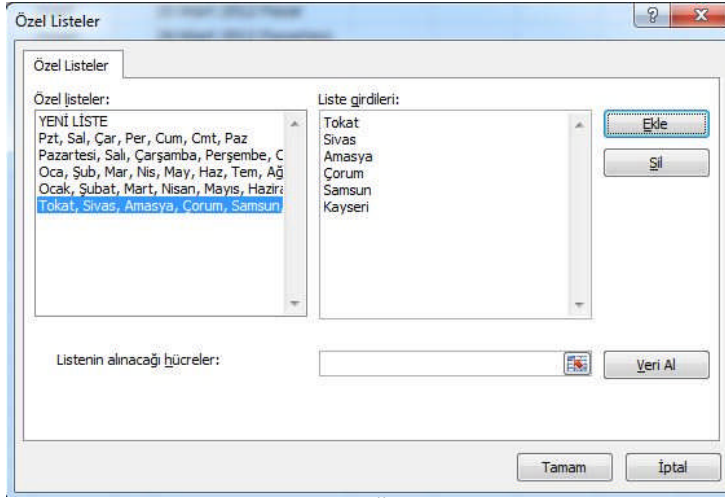 Özel Listeler
Özel Listeler
Özel listeler:
YENİ LİSTE
Pzt, Sal, Çar, Per, Cum, Cmt, Paz
Pazartesi, Salı, Çarşamba, Perşembe, C
Oca, Şub, Mar, Nis, May, Haz, Tem, Ağ
Ocak, Şubat, Mart, Nisan, Mayıs, Hazira
Tokat, Sivas, Amasya, Çorum, Samsun,
Liste girdileri:
Tokat
Sivas
Amasya
Çorum
Samsun
Kayseri
Ekle
Sil
Listenin alınacağı hücreler:
Veri Al
Tamam
İptal